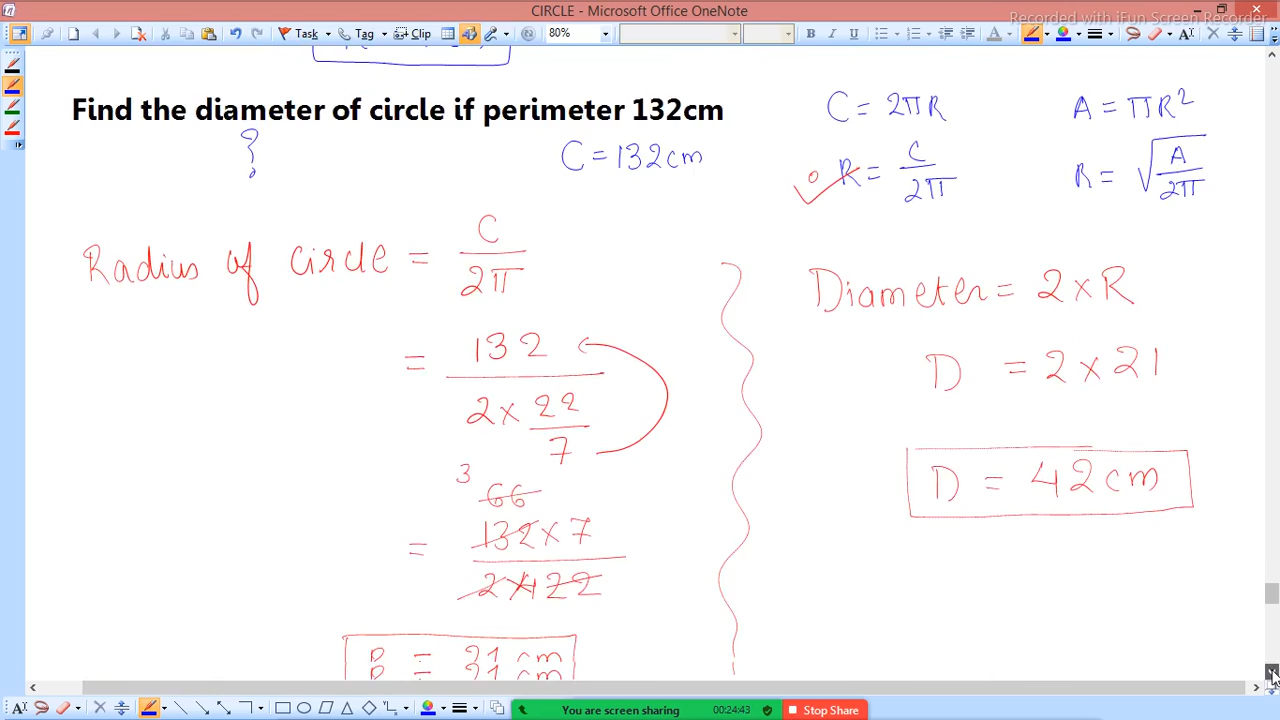 CIRCLE - Microsoft Office OneNote
Recorded with iFun Screen Recorder
Task Tag Clip 80% B I U
Find the diameter of circle if perimeter 132cm
?
C = 132cm
C = 2πR
A = πR²
R = C / 2π
R = √(A / 2π)
Radius of circle = C / 2π
= 132 / (2 × 22/7)
3
66
= 132 × 7 / 2 × 22
R = 21 cm
Diameter = 2 × R
D = 2 × 21
D = 42cm
You are screen sharing 00:24:43 Stop Share